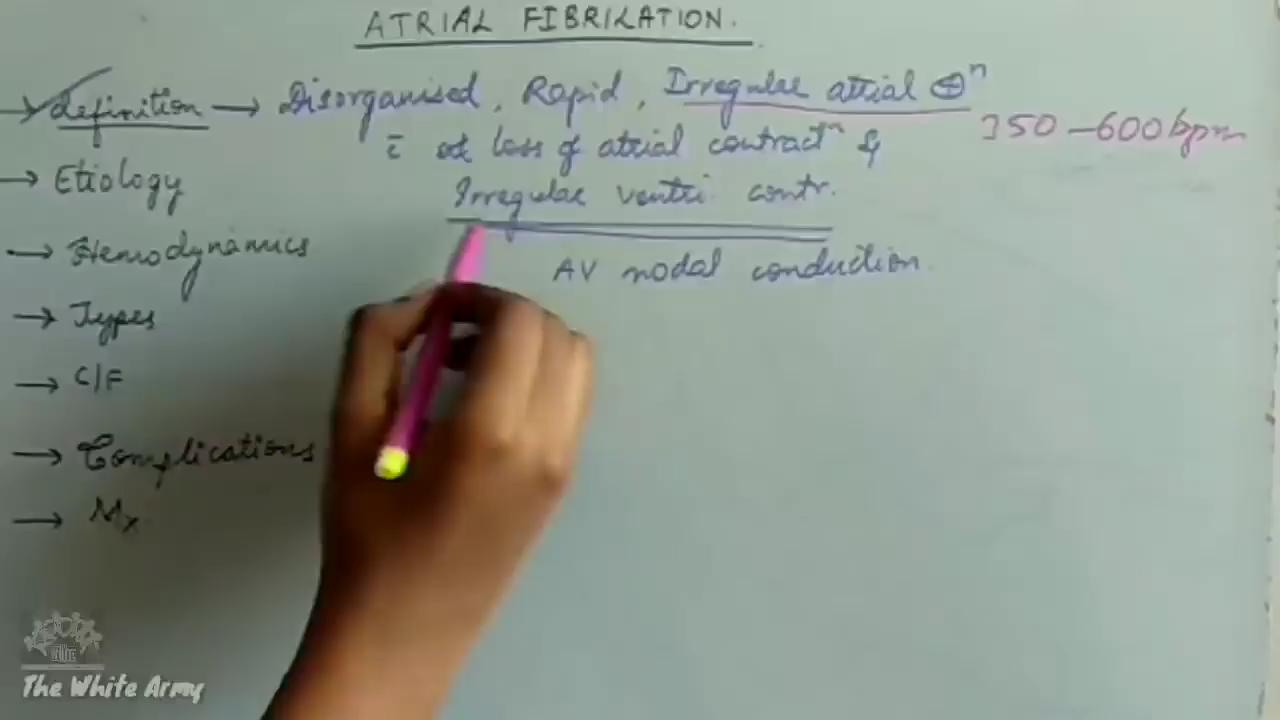 ATRIAL FIBRILATION.
→ definition → Disorganised, Rapid, Irregular atrial ⊕ⁿ
350 – 600 bpm
c̄ loss of atrial contractⁿ &
→ Etiology
Irregular ventri. contr.
→ Hemodynamics
AV nodal conduction.
→ Types
→ C/F
→ Complications
→ Mx.
The White Army